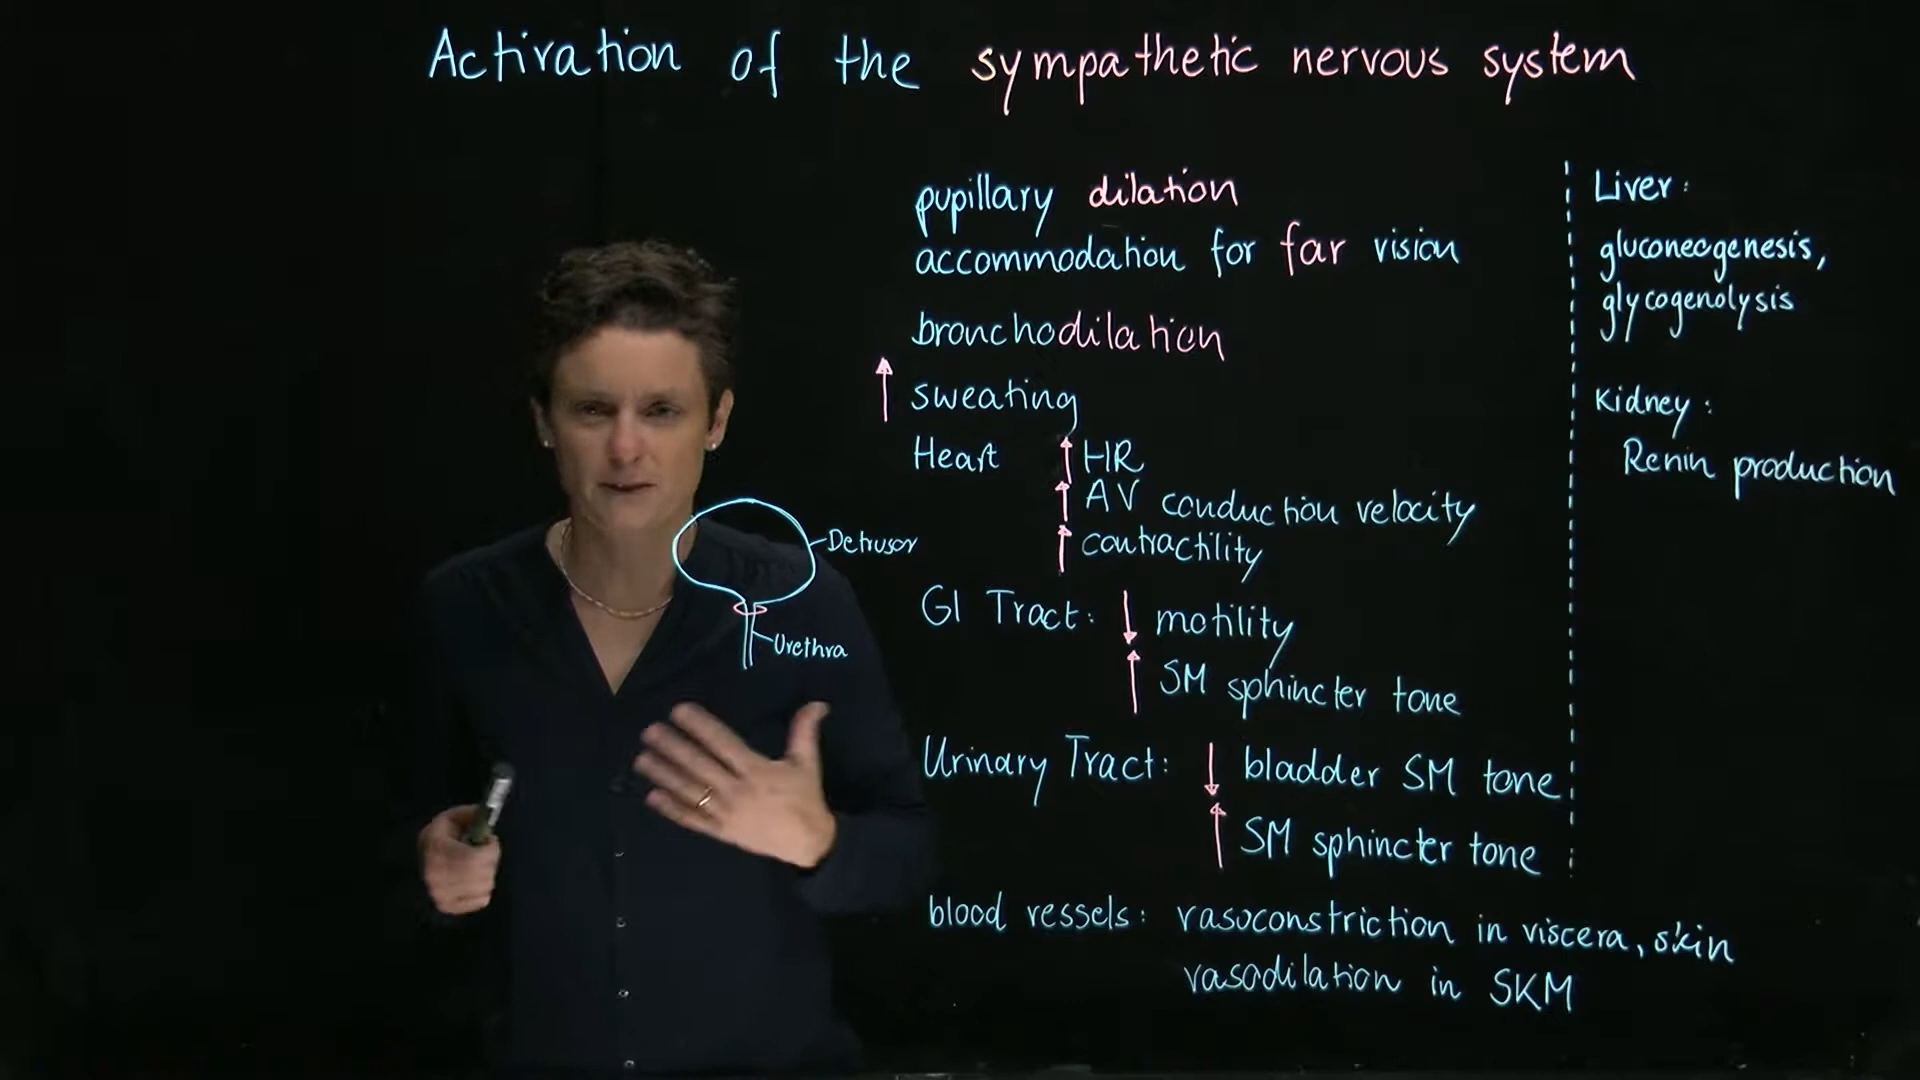 Activation of the sympathetic nervous system
pupillary dilation
accommodation for far vision
bronchodilation
↑ sweating
Heart ↑ HR
↑ AV conduction velocity
↑ contractility
Detrusor
Urethra
GI Tract: ↓ motility
↑ SM sphincter tone
Urinary Tract: ↓ bladder SM tone
↑ SM sphincter tone
blood vessels: vasoconstriction in viscera, skin
vasodilation in SKM
Liver:
gluconeogenesis,
glycogenolysis
Kidney:
Renin production